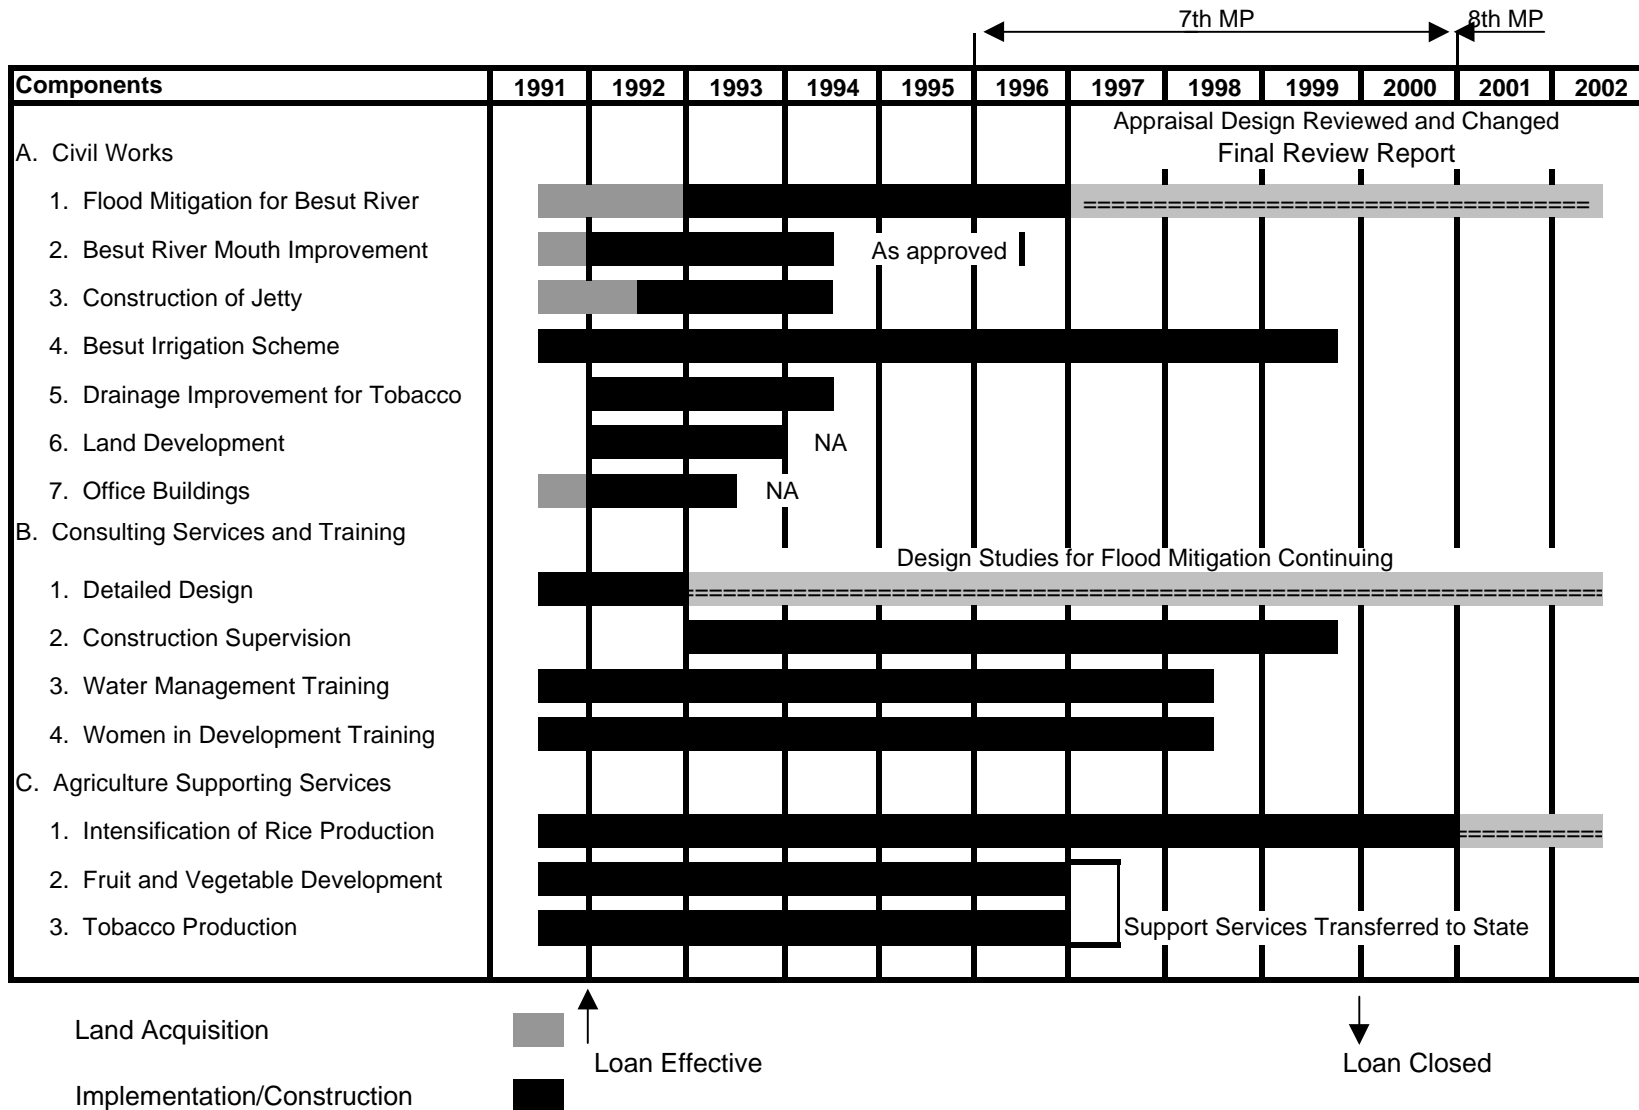 7th MP 8th MP
Components 1991 1992 1993 1994 1995 1996 1997 1998 1999 2000 2001 2002
Appraisal Design Reviewed and Changed
A. Civil Works Final Review Report
1. Flood Mitigation for Besut River ====================================
2. Besut River Mouth Improvement As approved
3. Construction of Jetty
4. Besut Irrigation Scheme
5. Drainage Improvement for Tobacco
6. Land Development NA
7. Office Buildings NA
B. Consulting Services and Training
Design Studies for Flood Mitigation Continuing
1. Detailed Design =================================================================
2. Construction Supervision
3. Water Management Training
4. Women in Development Training
C. Agriculture Supporting Services
1. Intensification of Rice Production ==========
2. Fruit and Vegetable Development
3. Tobacco Production Support Services Transferred to State
Land Acquisition
Loan Effective Loan Closed
Implementation/Construction